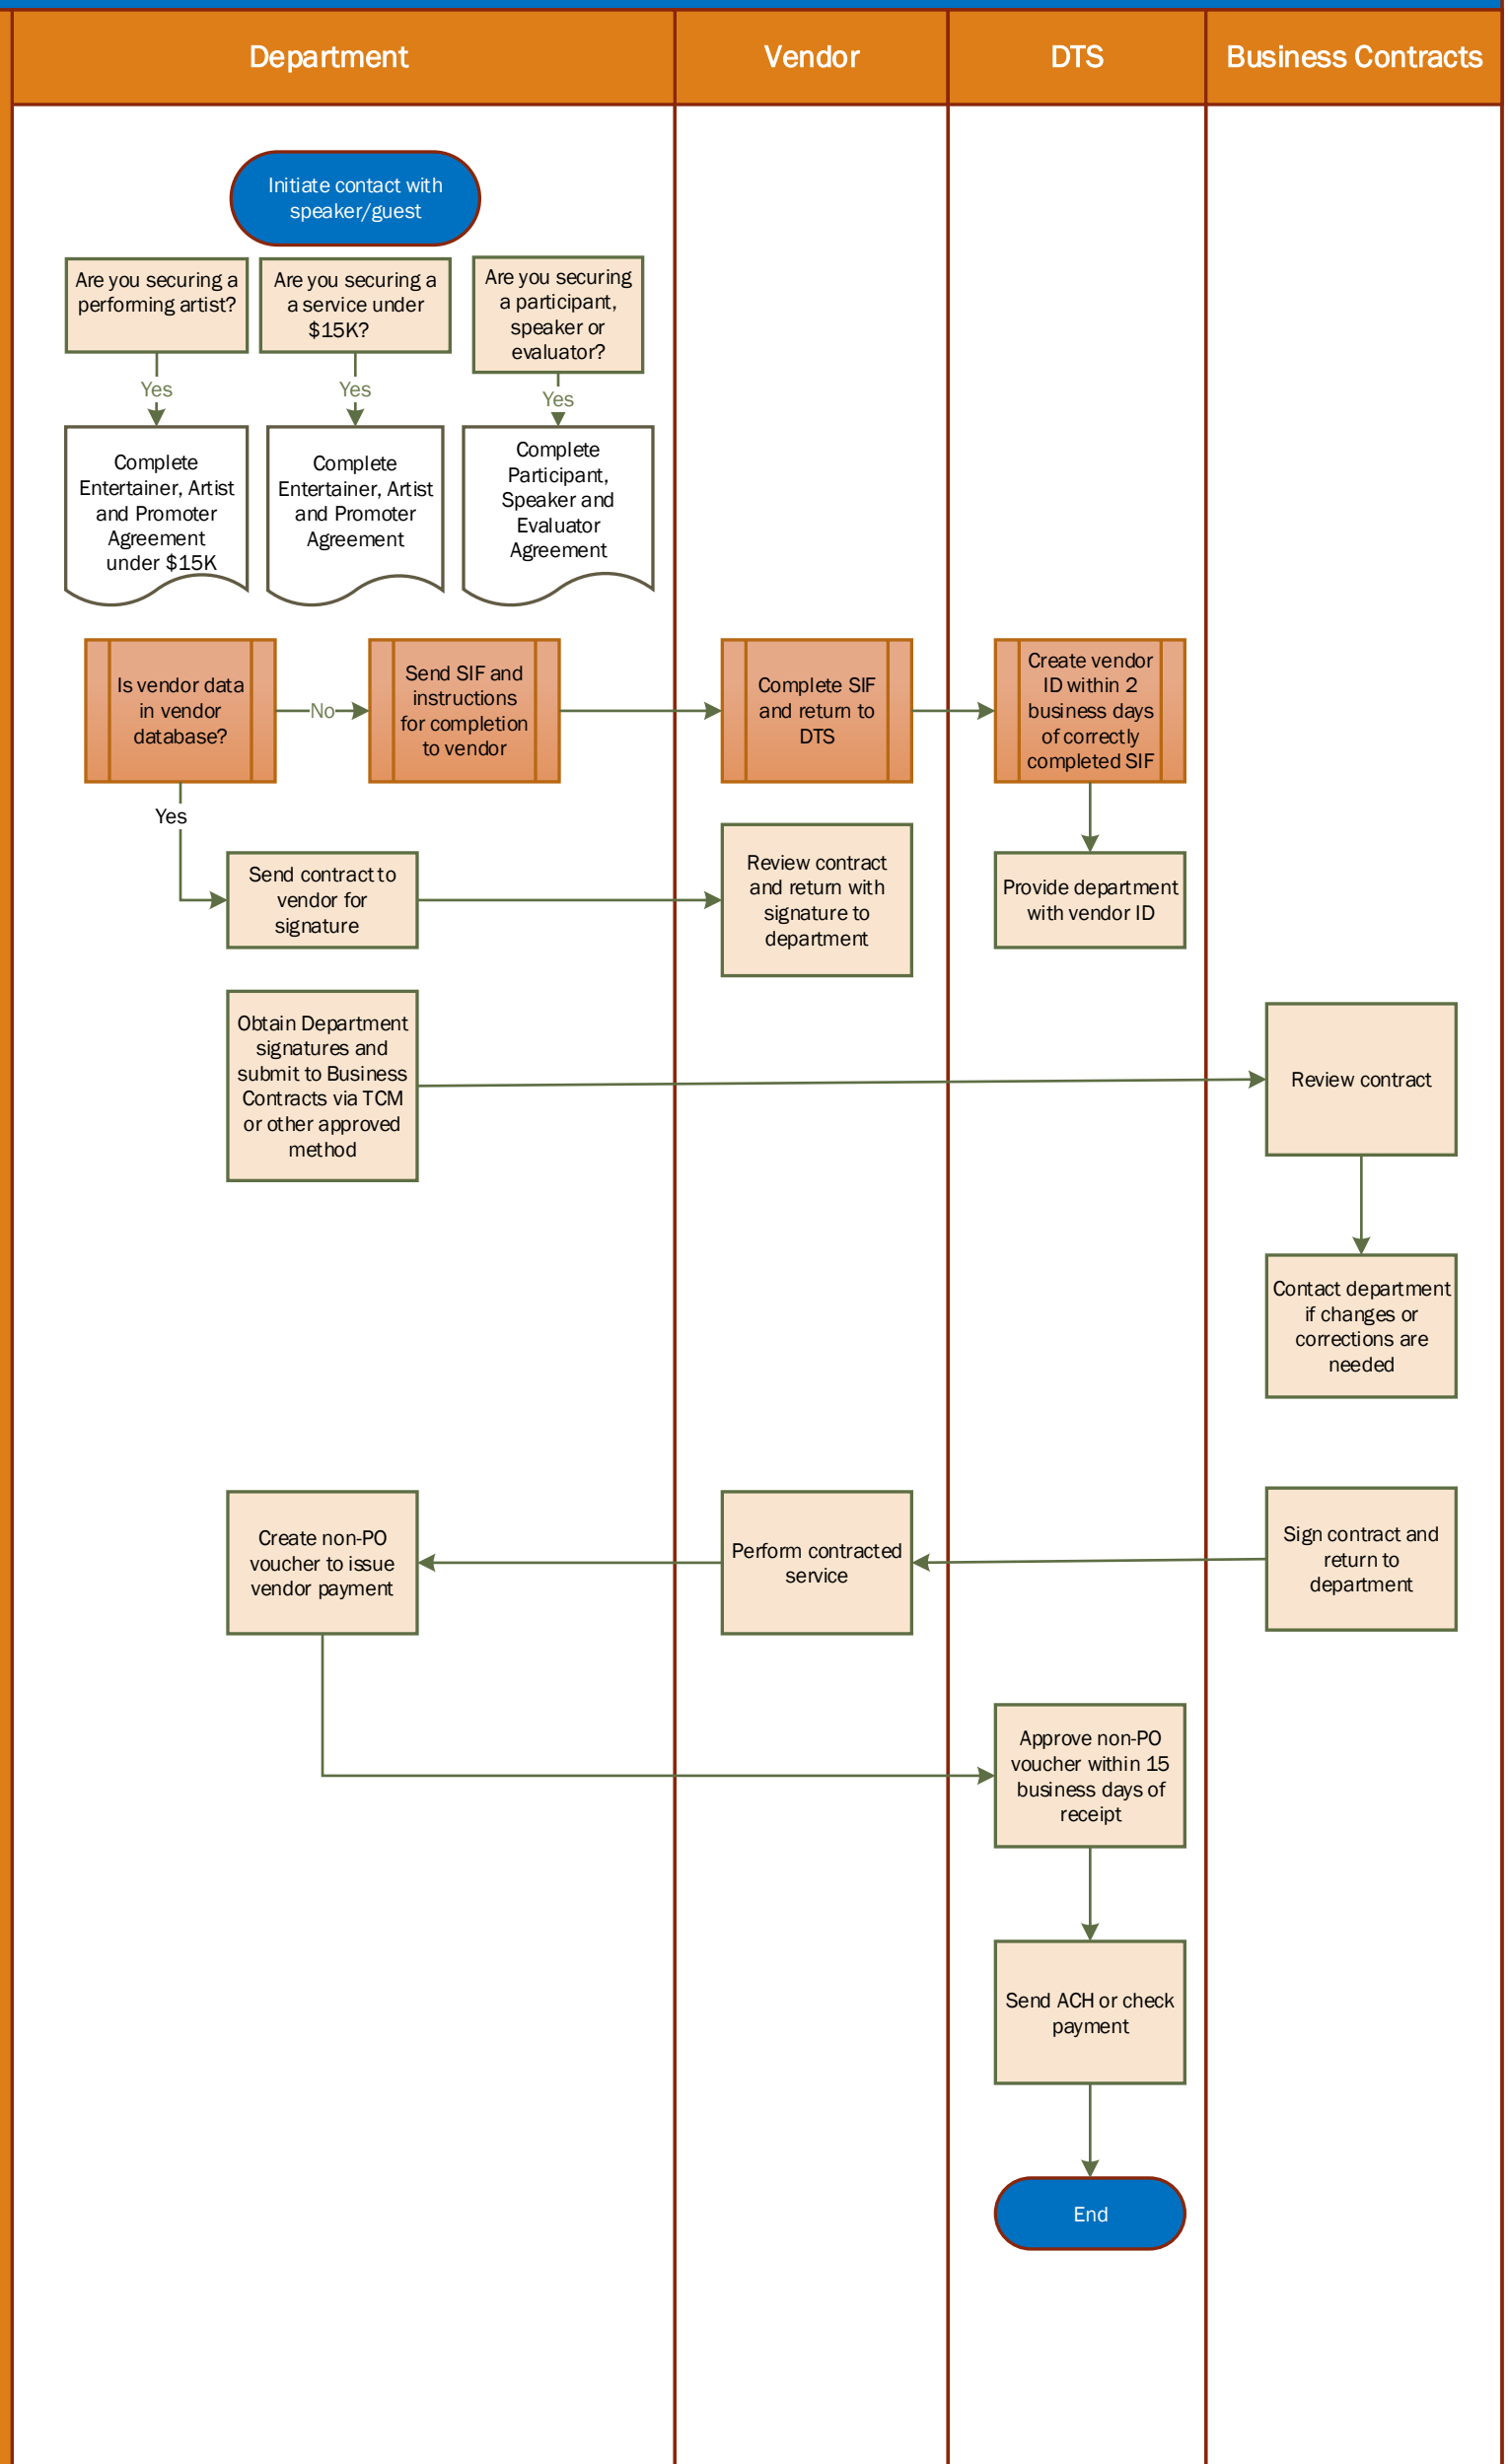 Department
Vendor
DTS
Business Contracts
Initiate contact with
speaker/guest
Are you securing a
performing artist?
Are you securing a
a service under
$15K?
Are you securing
a participant,
speaker or
evaluator?
Yes
Yes
Yes
Complete
Entertainer, Artist
and Promoter
Agreement
under $15K
Complete
Entertainer, Artist
and Promoter
Agreement
Complete
Participant,
Speaker and
Evaluator
Agreement
Is vendor data
in vendor
database?
No
Send SIF and
instructions
for completion
to vendor
Complete SIF
and return to
DTS
Create vendor
ID within 2
business days
of correctly
completed SIF
Yes
Send contract to
vendor for
signature
Review contract
and return with
signature to
department
Provide department
with vendor ID
Obtain Department
signatures and
submit to Business
Contracts via TCM
or other approved
method
Review contract
Contact department
if changes or
corrections are
needed
Create non-PO
voucher to issue
vendor payment
Perform contracted
service
Sign contract and
return to
department
Approve non-PO
voucher within 15
business days of
receipt
Send ACH or check
payment
End